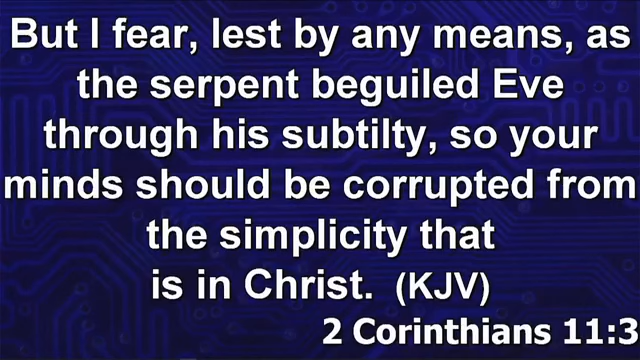 But I fear, lest by any means, as
the serpent beguiled Eve
through his subtilty, so your
minds should be corrupted from
the simplicity that
is in Christ. (KJV)
2 Corinthians 11:3